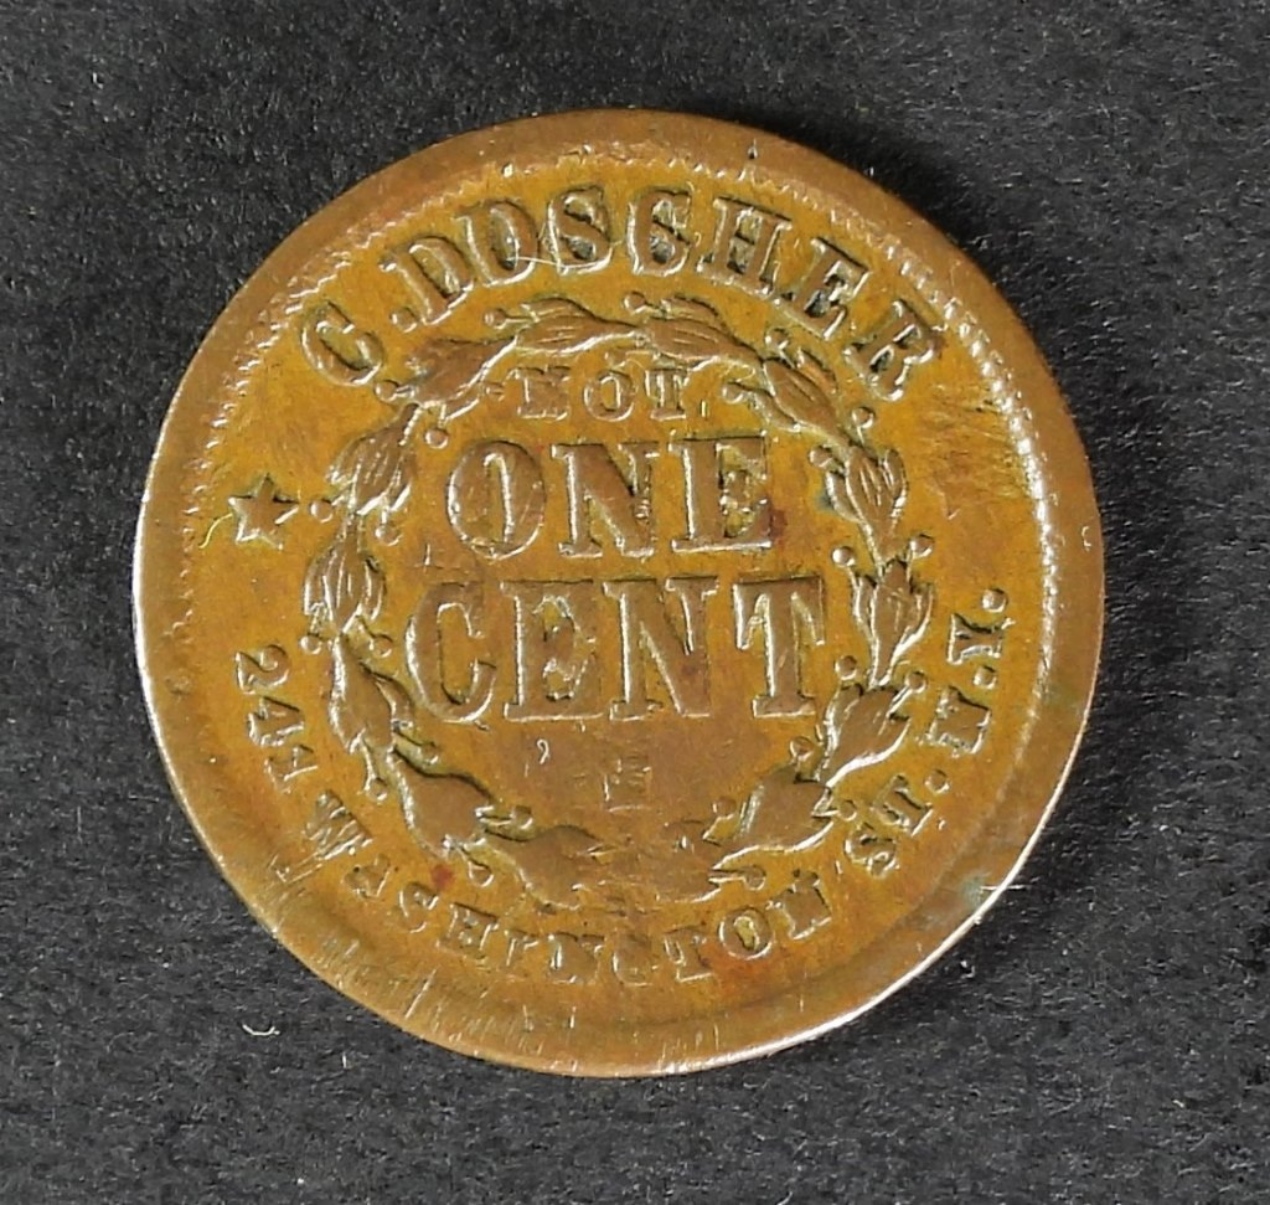 C. DOSCHER
NOT
ONE
CENT
241 WASHINGTON ST. N.Y.